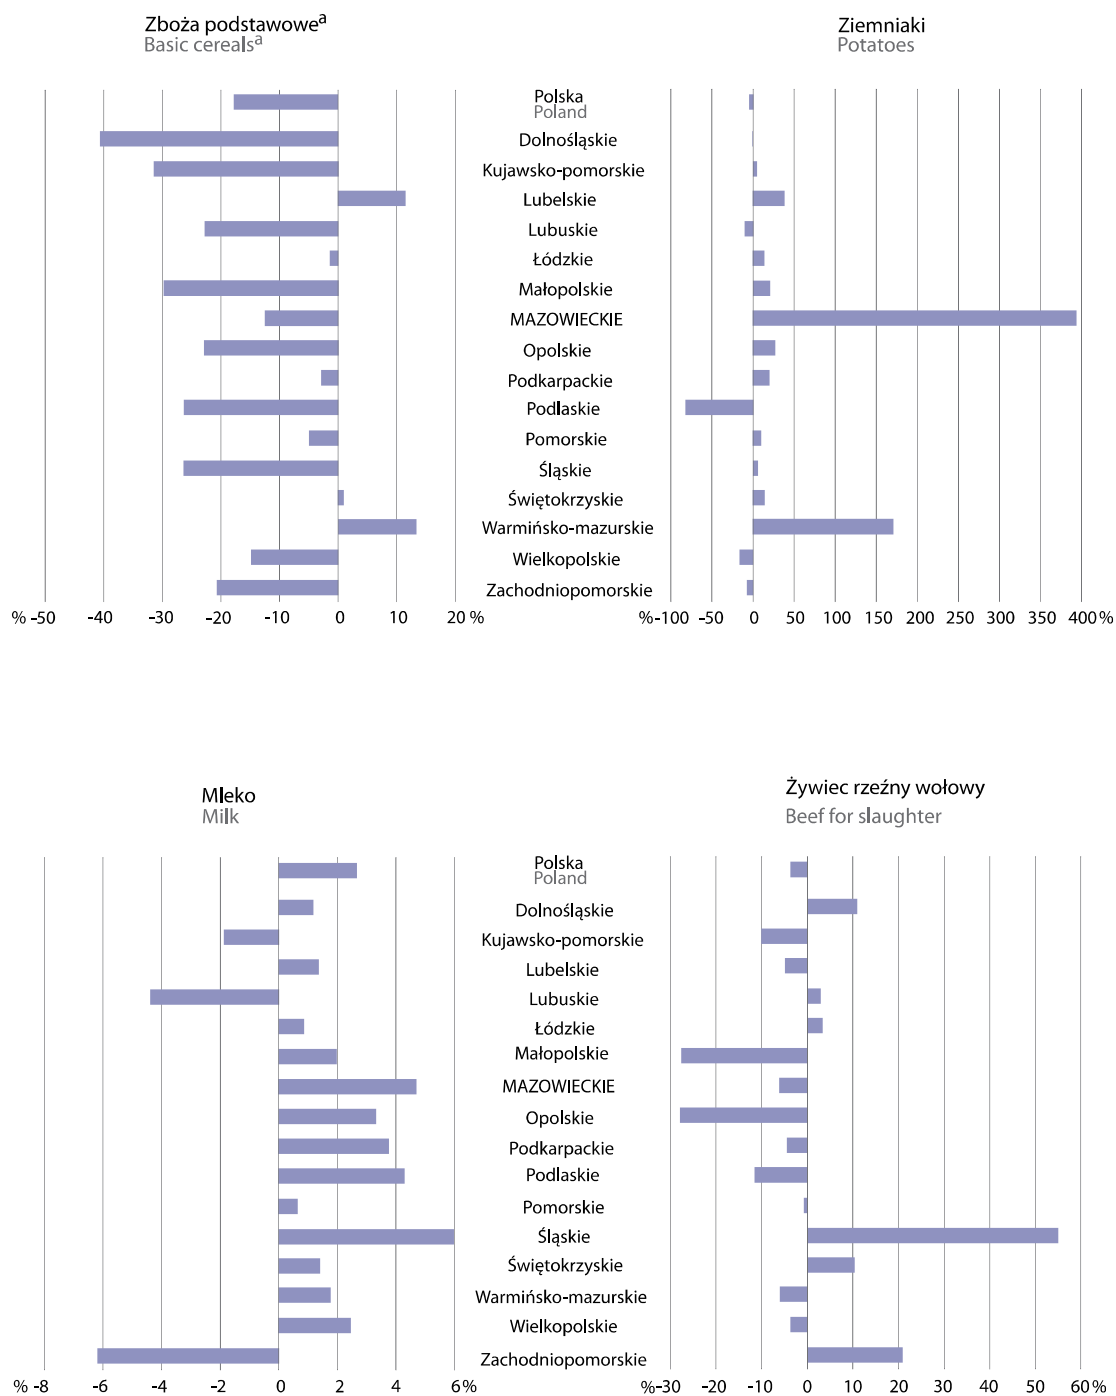 Zboża podstawoweª
Basic cerealsª
Ziemniaki
Potatoes
Polska
Poland
Dolnośląskie
Kujawsko-pomorskie
Lubelskie
Lubuskie
Łódzkie
Małopolskie
MAZOWIECKIE
Opolskie
Podkarpackie
Podlaskie
Pomorskie
Śląskie
Świętokrzyskie
Warmińsko-mazurskie
Wielkopolskie
Zachodniopomorskie
% -50 -40 -30 -20 -10 0 10 20 %
%-100 -50 0 50 100 150 200 250 300 350 400 %
Mleko
Milk
Żywiec rzeźny wołowy
Beef for slaughter
Polska
Poland
Dolnośląskie
Kujawsko-pomorskie
Lubelskie
Lubuskie
Łódzkie
Małopolskie
MAZOWIECKIE
Opolskie
Podkarpackie
Podlaskie
Pomorskie
Śląskie
Świętokrzyskie
Warmińsko-mazurskie
Wielkopolskie
Zachodniopomorskie
% -8 -6 -4 -2 0 2 4 6 %
%-30 -20 -10 0 10 20 30 40 50 60 %